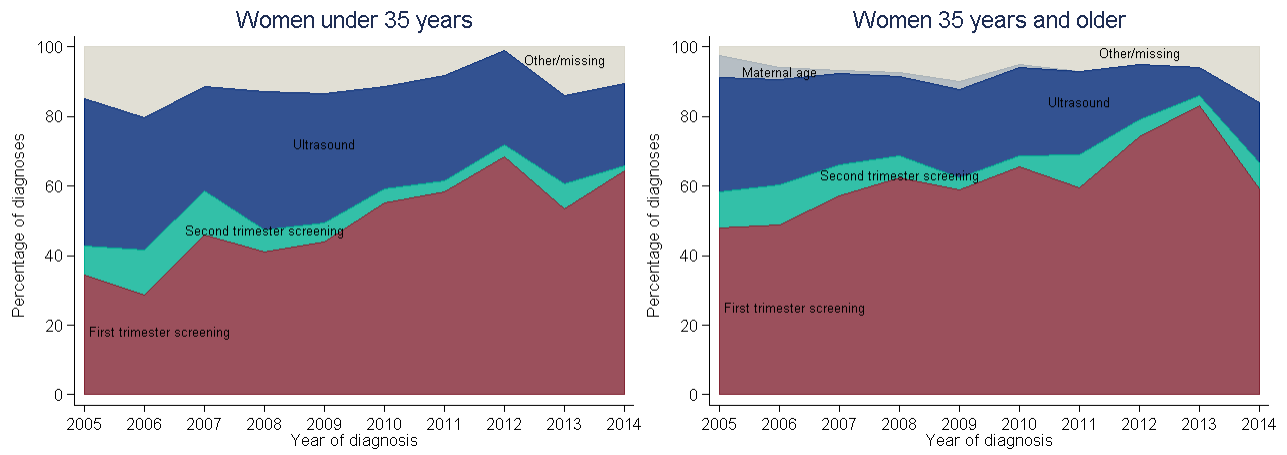 Women under 35 years
Percentage of diagnoses
100
80
60
40
20
0
Other/missing
Ultrasound
Second trimester screening
First trimester screening
2005 2006 2007 2008 2009 2010 2011 2012 2013 2014
Year of diagnosis
Women 35 years and older
Percentage of diagnoses
100
80
60
40
20
0
Other/missing
Maternal age
Ultrasound
Second trimester screening
First trimester screening
2005 2006 2007 2008 2009 2010 2011 2012 2013 2014
Year of diagnosis